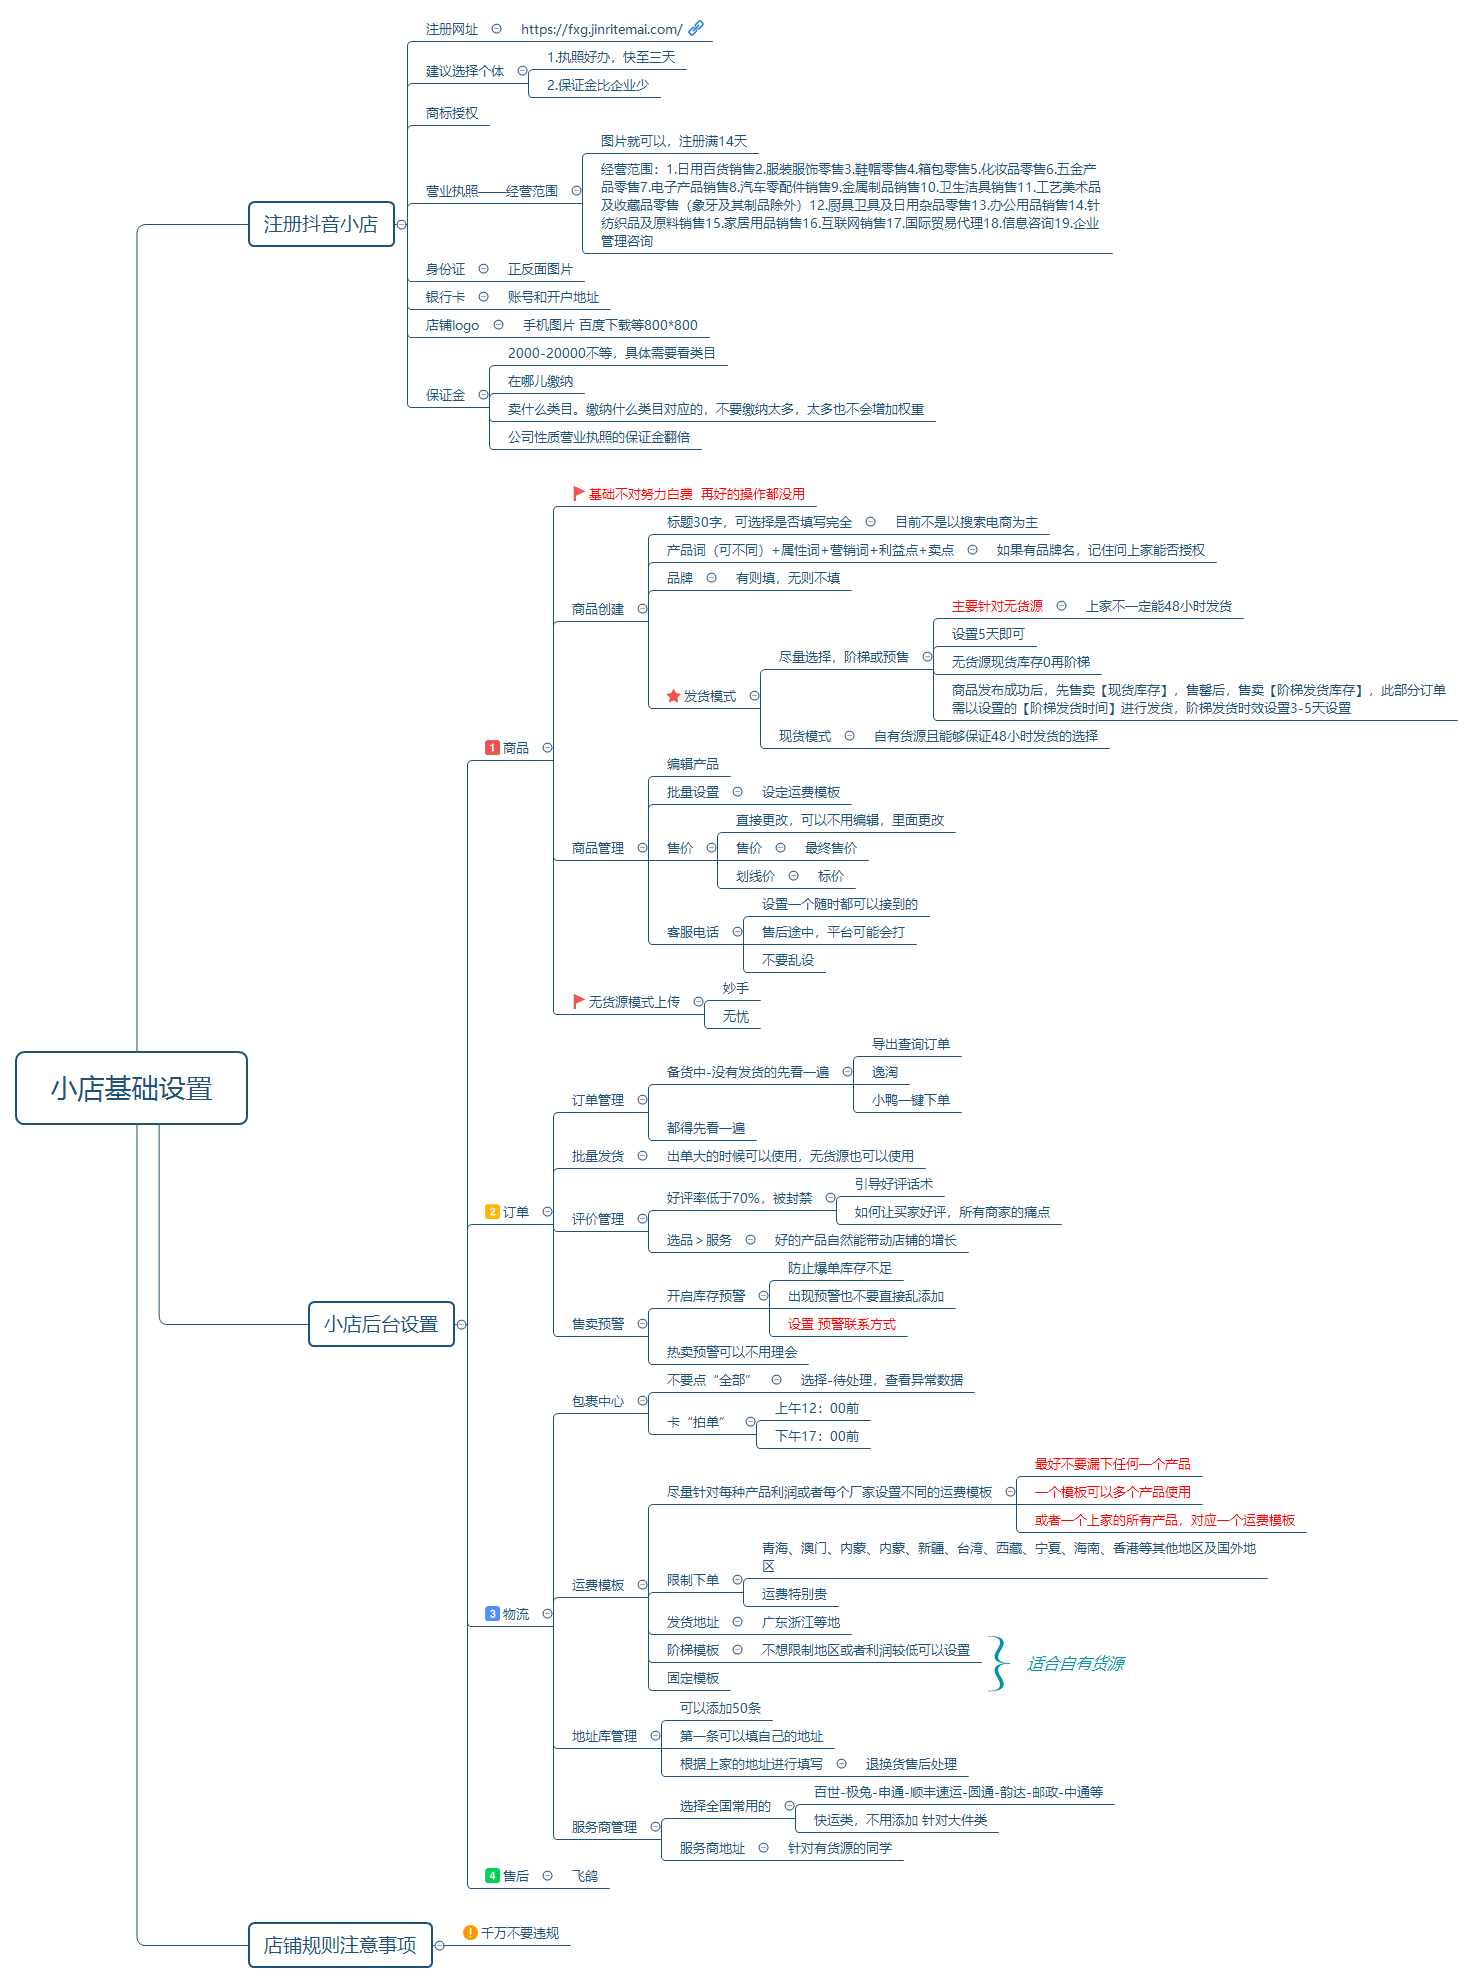 小店基础设置
注册抖音小店
注册网址
https://fxg.jinritemai.com/
建议选择个体
1.执照好办，快至三天
2.保证金比企业少
商标授权
营业执照——经营范围
图片就可以，注册满14天
经营范围：1.日用百货销售2.服装服饰零售3.鞋帽零售4.箱包零售5.化妆品零售6.五金产
品零售7.电子产品销售8.汽车零配件销售9.金属制品销售10.卫生洁具销售11.工艺美术品
及收藏品零售（象牙及其制品除外）12.厨具卫具及日用杂品零售13.办公用品销售14.针
纺织品及原料销售15.家居用品销售16.互联网销售17.国际贸易代理18.信息咨询19.企业
管理咨询
身份证
正反面图片
银行卡
账号和开户地址
店铺logo
手机图片 百度下载等800*800
保证金
2000-20000不等，具体需要看类目
在哪儿缴纳
卖什么类目。缴纳什么类目对应的，不要缴纳太多，太多也不会增加权重
公司性质营业执照的保证金翻倍
小店后台设置
1 商品
基础不对努力白费 再好的操作都没用
商品创建
标题30字，可选择是否填写完全
目前不是以搜索电商为主
产品词（可不同）+属性词+营销词+利益点+卖点
如果有品牌名，记住问上家能否授权
品牌
有则填，无则不填
发货模式
尽量选择，阶梯或预售
主要针对无货源
上家不一定能48小时发货
设置5天即可
无货源现货库存0再阶梯
商品发布成功后，先售卖【现货库存】，售罄后，售卖【阶梯发货库存】，此部分订单
需以设置的【阶梯发货时间】进行发货，阶梯发货时效设置3-5天设置
现货模式
自有货源且能够保证48小时发货的选择
商品管理
编辑产品
批量设置
设定运费模板
售价
直接更改，可以不用编辑，里面更改
售价
最终售价
划线价
标价
客服电话
设置一个随时都可以接到的
售后途中，平台可能会打
不要乱设
无货源模式上传
妙手
无忧
2 订单
订单管理
备货中-没有发货的先看一遍
导出查询订单
逸淘
小鸭一键下单
都得先看一遍
批量发货
出单大的时候可以使用，无货源也可以使用
评价管理
好评率低于70%，被封禁
引导好评话术
如何让买家好评，所有商家的痛点
选品＞服务
好的产品自然能带动店铺的增长
售卖预警
开启库存预警
防止爆单库存不足
出现预警也不要直接乱添加
设置 预警联系方式
热卖预警可以不用理会
3 物流
包裹中心
不要点“全部”
选择-待处理，查看异常数据
卡“拍单”
上午12：00前
下午17：00前
运费模板
尽量针对每种产品利润或者每个厂家设置不同的运费模板
最好不要漏下任何一个产品
一个模板可以多个产品使用
或者一个上家的所有产品，对应一个运费模板
限制下单
青海、澳门、内蒙、内蒙、新疆、台湾、西藏、宁夏、海南、香港等其他地区及国外地
区
运费特别贵
发货地址
广东浙江等地
阶梯模板
不想限制地区或者利润较低可以设置
固定模板
适合自有货源
地址库管理
可以添加50条
第一条可以填自己的地址
根据上家的地址进行填写
退换货售后处理
服务商管理
选择全国常用的
百世-极兔-申通-顺丰速运-圆通-韵达-邮政-中通等
快运类，不用添加 针对大件类
服务商地址
针对有货源的同学
4 售后
飞鸽
店铺规则注意事项
千万不要违规